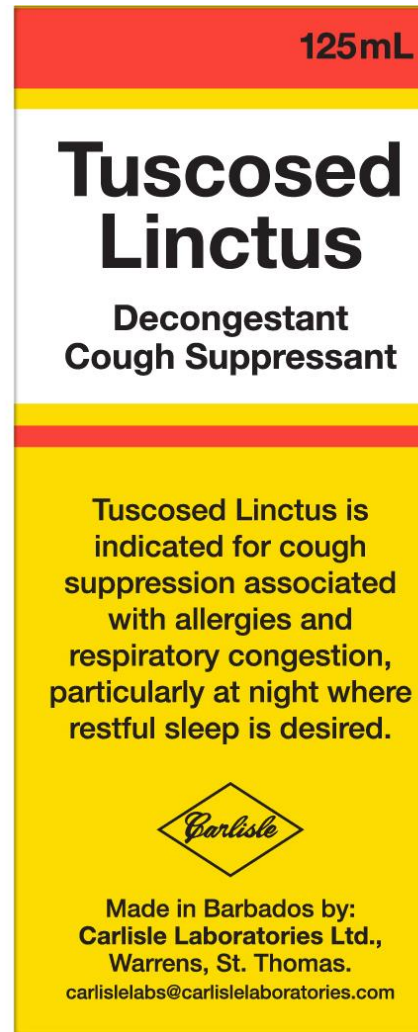 125mL
Tuscosed
Linctus
Decongestant
Cough Suppressant
Tuscosed Linctus is
indicated for cough
suppression associated
with allergies and
respiratory congestion,
particularly at night where
restful sleep is desired.
Carlisle
Made in Barbados by:
Carlisle Laboratories Ltd.,
Warrens, St. Thomas.
carlislelabs@carlislelaboratories.com